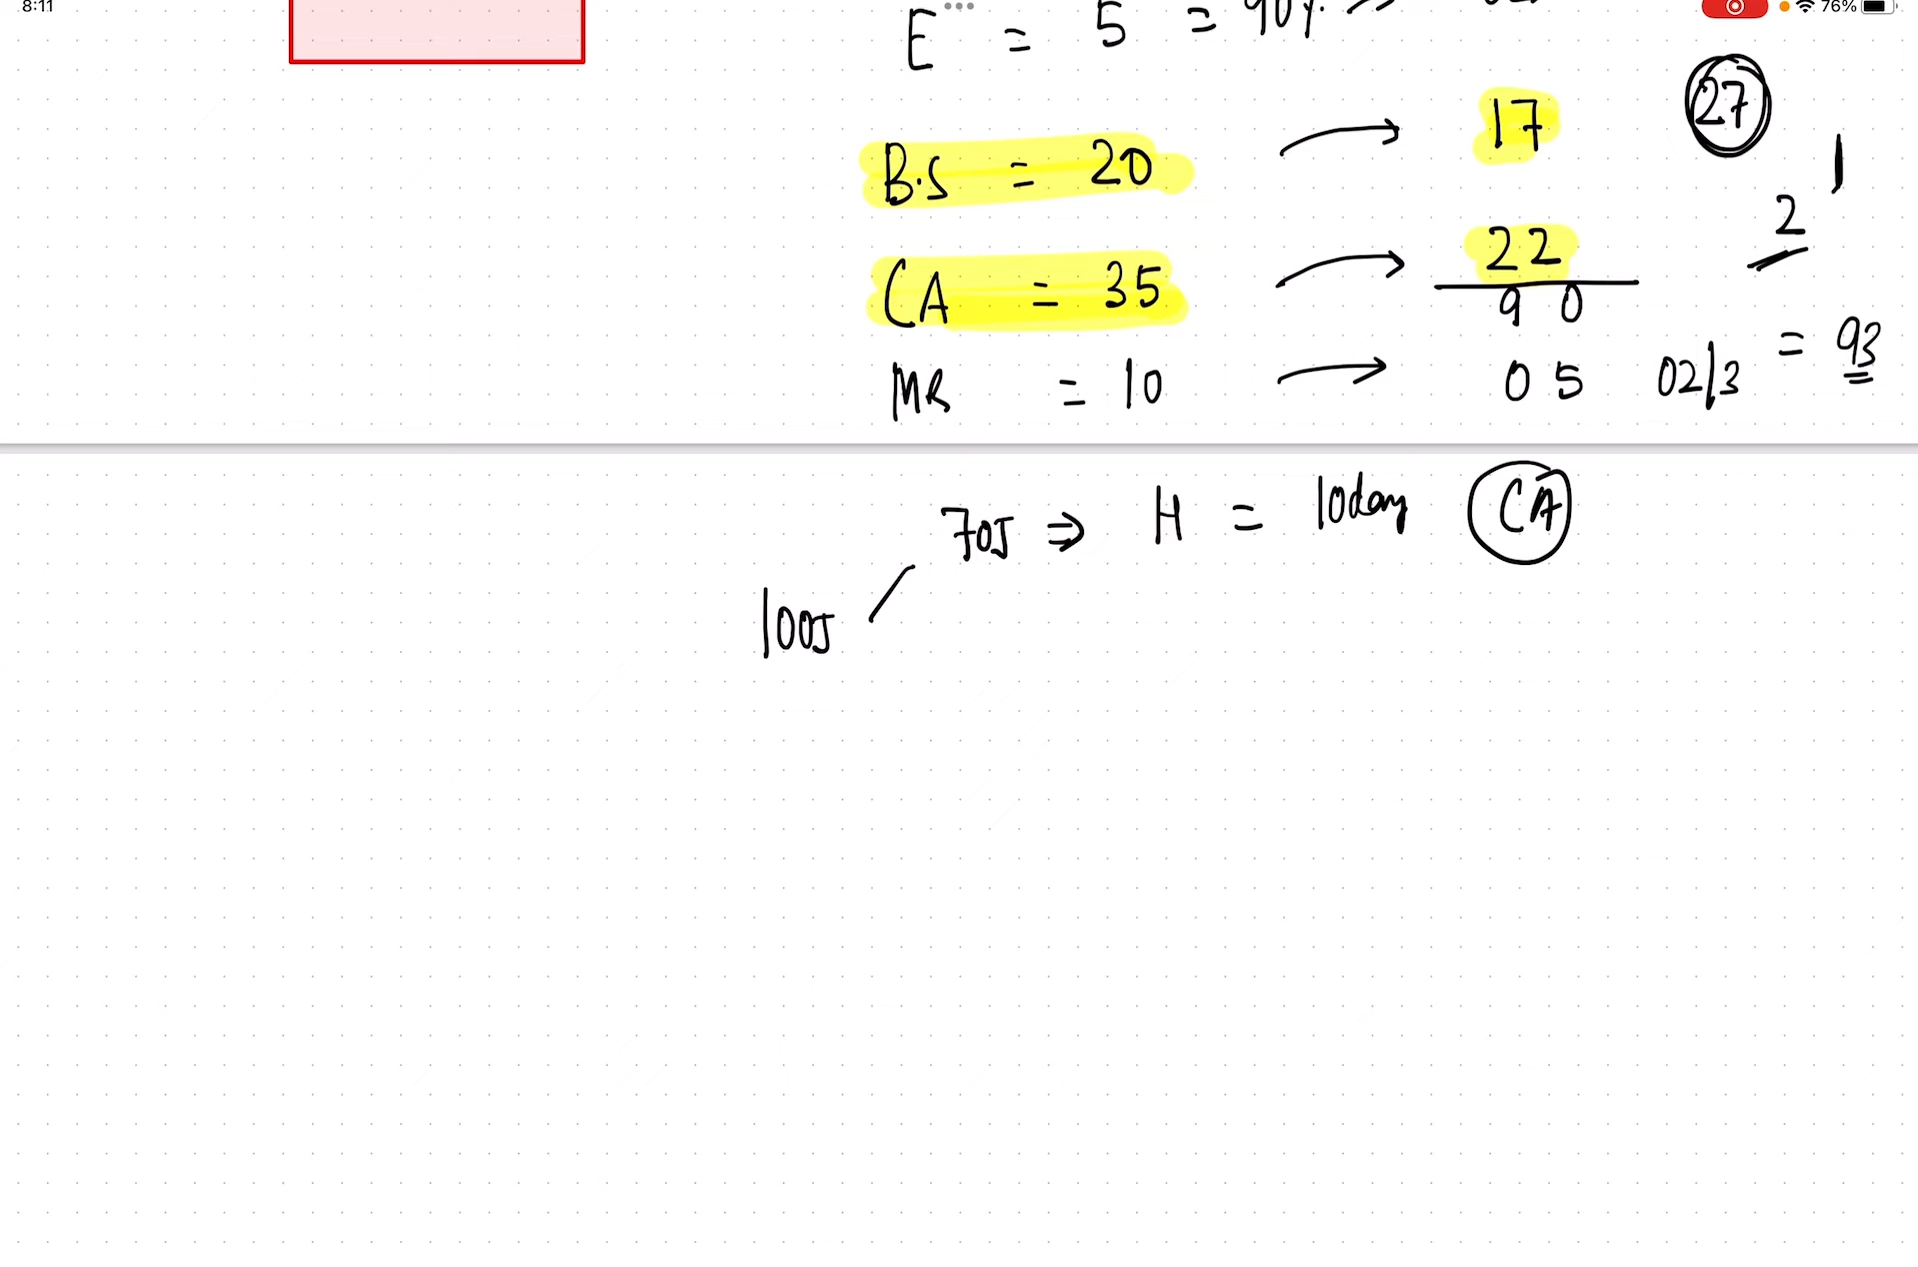 8:11
76%
E = 5 = 90%.
27
B.S = 20 → 17
1
2
CA = 35 → 22
90
MR = 10 → 05 02/3 = 93
70J ⇒ H = 10day CA
100J